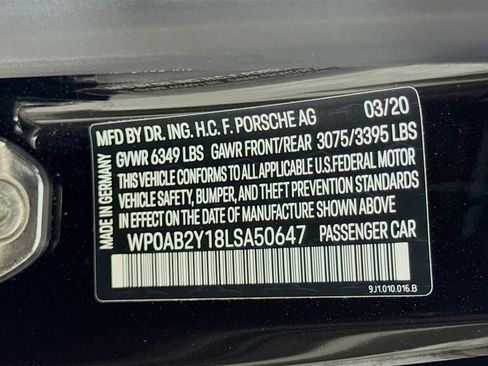 MFD BY DR. ING. H.C. F. PORSCHE AG 03/20
GVWR 6349 LBS GAWR FRONT/REAR 3075/3395 LBS
THIS VEHICLE CONFORMS TO ALL APPLICABLE U.S.FEDERAL MOTOR
VEHICLE SAFETY, BUMPER, AND THEFT PREVENTION STANDARDS
IN EFFECT ON THE DATE OF MANUFACTURE SHOWN ABOVE
WP0AB2Y18LSA50647 PASSENGER CAR
9J1.010.016.B
MADE IN GERMANY